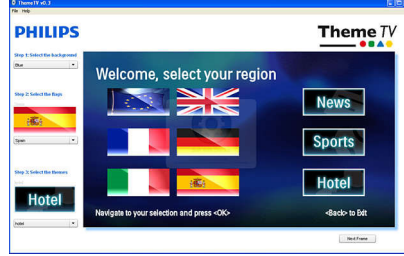 ThemeTV v0.3
File Help
PHILIPS
Theme TV
Step 1: Select the background
Blue
Step 2: Select the flags
Spain
Step 3: Select the themes
Hotel
hotel
Welcome, select your region
News
Sports
Hotel
Navigate to your selection and press <OK>
<Back> to Exit
Next Frame